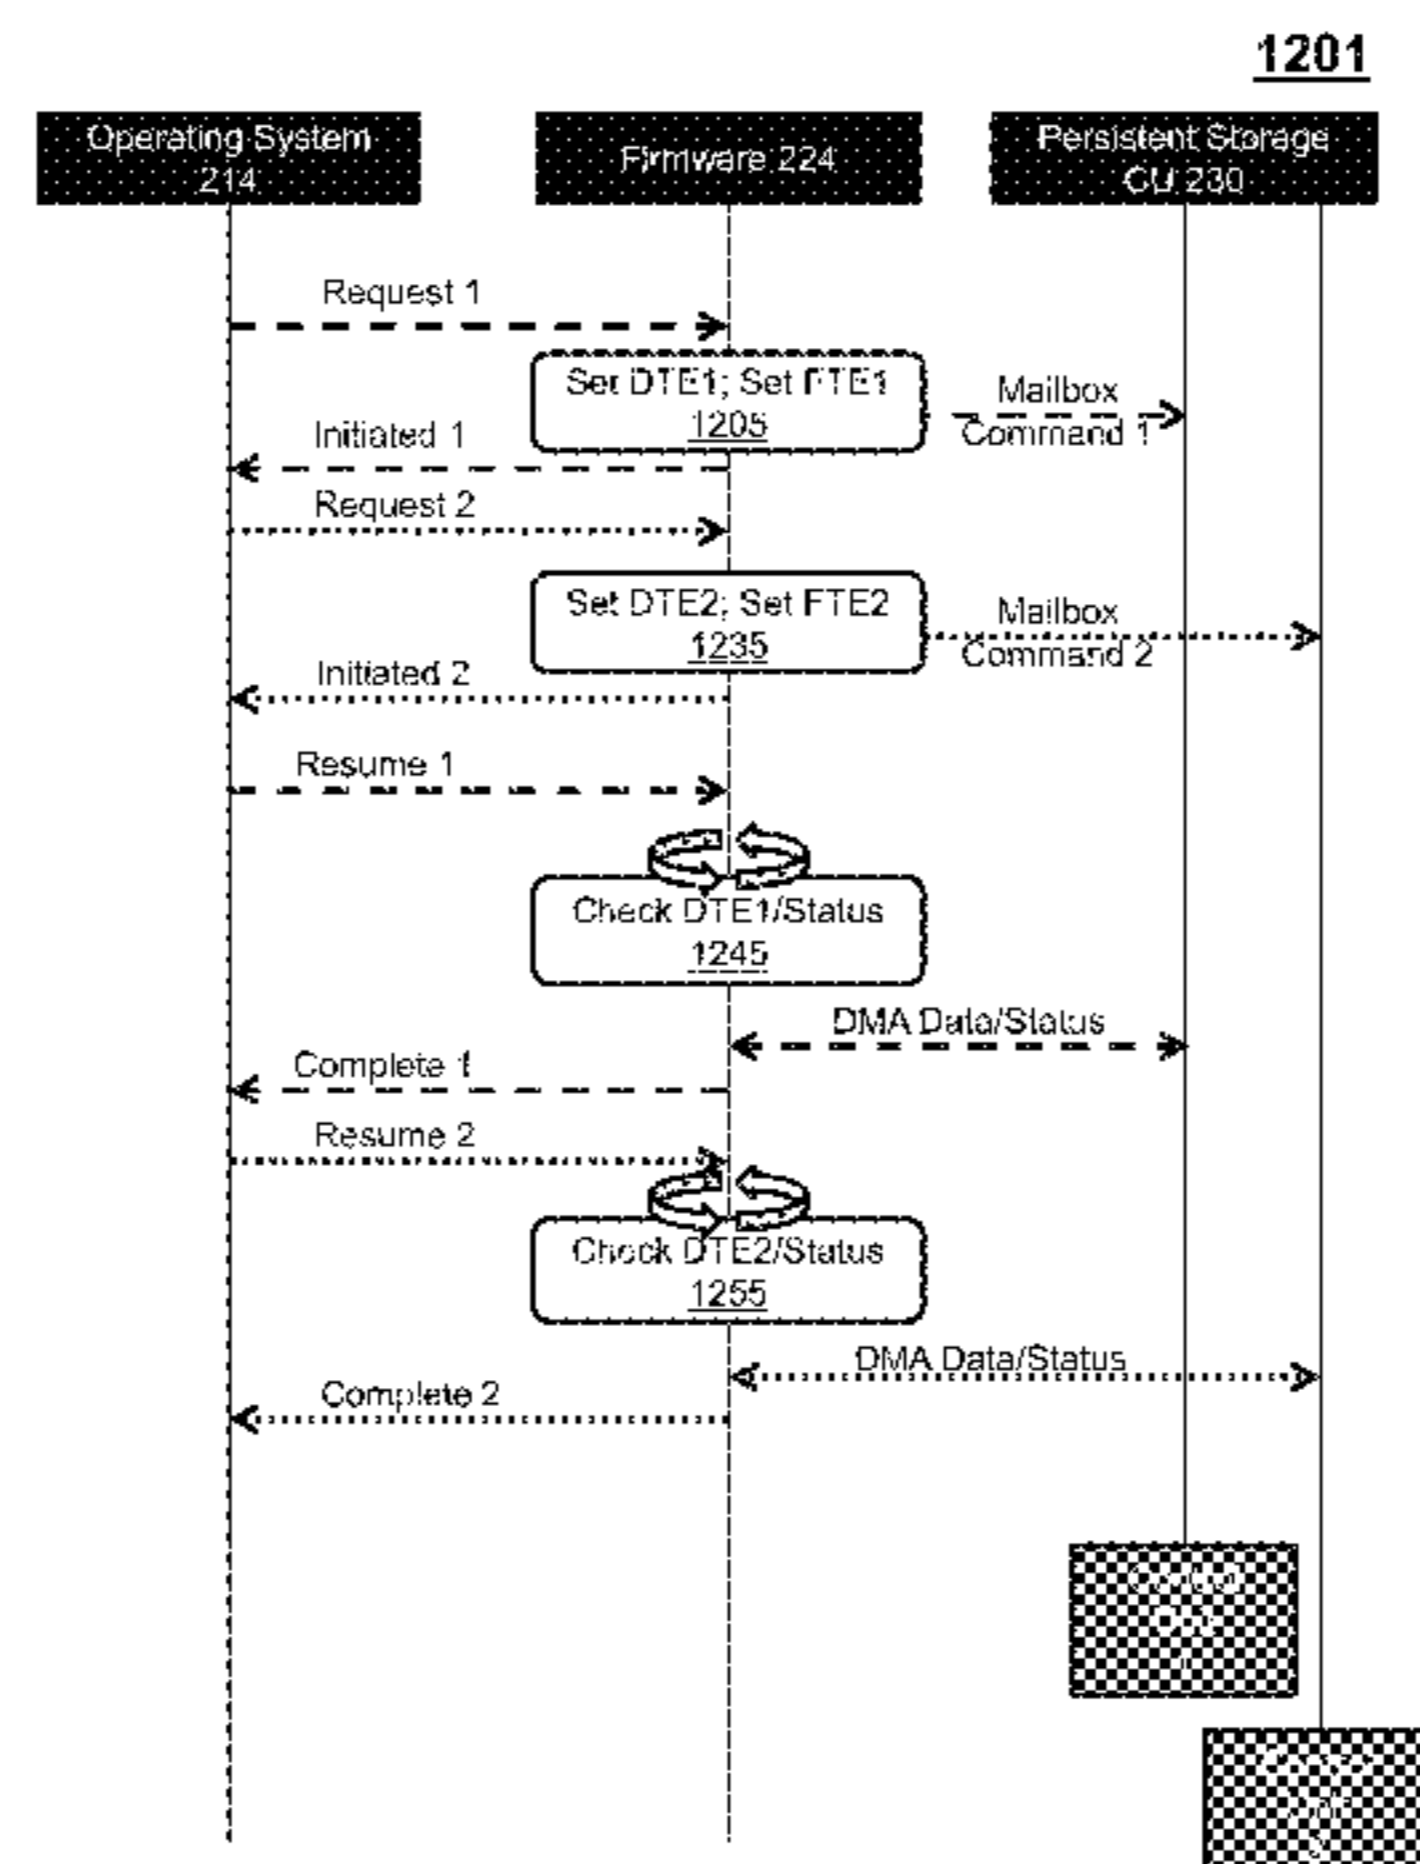 1201
Operating System
214
Firmware 224
Persistent Storage
CU 230
Request 1
Set DTE1; Set FTE1
1205
Mailbox
Command 1
Initiated 1
Request 2
Set DTE2; Set FTE2
1235
Mailbox
Command 2
Initiated 2
Resume 1
Check DTE1/Status
1245
DMA Data/Status
Complete 1
Resume 2
Check DTE2/Status
1255
DMA Data/Status
Complete 2